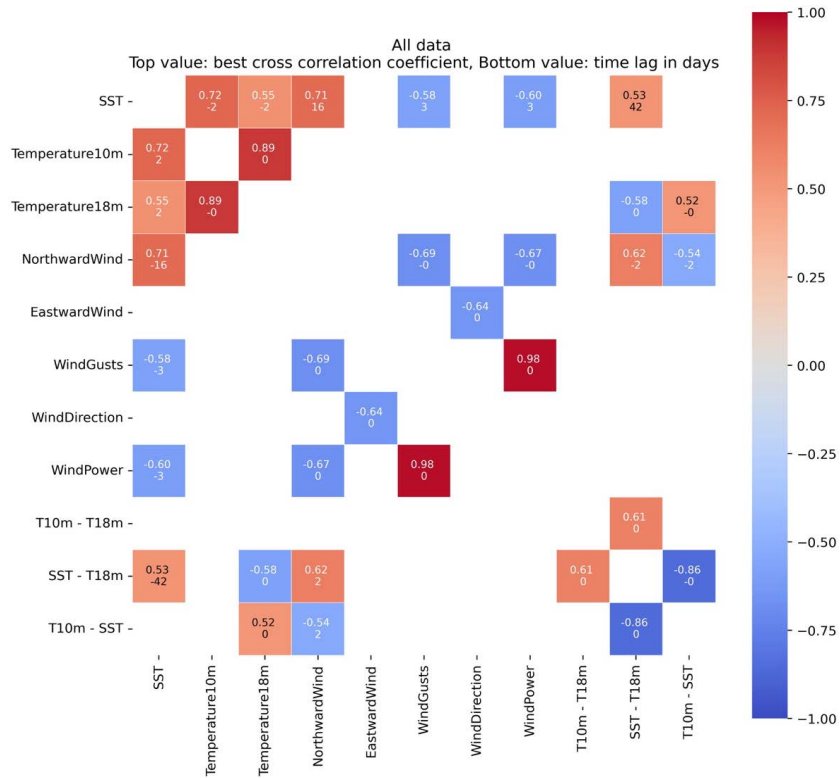 All data
Top value: best cross correlation coefficient, Bottom value: time lag in days
SST
0.72 0.55 0.71 -0.58 -0.60 0.53
-2 -2 16 3 3 42
Temperature10m
0.72 0.89
2 0
Temperature18m
0.55 0.89 -0.58 0.52
2 -0 0 -0
NorthwardWind
0.71 -0.69 -0.67 0.62 -0.54
-16 -0 -0 -2 -2
EastwardWind
-0.64
0
WindGusts
-0.58 -0.69 0.98
-3 0 0
WindDirection
-0.64
0
WindPower
-0.60 -0.67 0.98
-3 0 0
T10m - T18m
0.61
0
SST - T18m
0.53 -0.58 0.62 0.61 -0.86
-42 0 2 0 -0
T10m - SST
0.52 -0.54 -0.86
0 2 0
SST
Temperature10m
Temperature18m
NorthwardWind
EastwardWind
WindGusts
WindDirection
WindPower
T10m - T18m
SST - T18m
T10m - SST
1.00
0.75
0.50
0.25
0.00
−0.25
−0.50
−0.75
−1.00